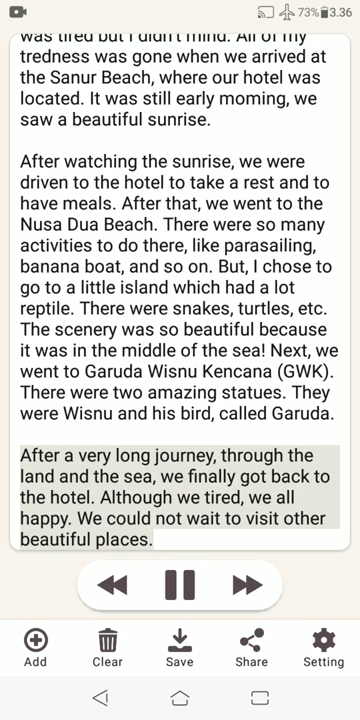 73% 3.36
was tired but I didn't mind. All of my
tredness was gone when we arrived at
the Sanur Beach, where our hotel was
located. It was still early moming, we
saw a beautiful sunrise.
After watching the sunrise, we were
driven to the hotel to take a rest and to
have meals. After that, we went to the
Nusa Dua Beach. There were so many
activities to do there, like parasailing,
banana boat, and so on. But, I chose to
go to a little island which had a lot
reptile. There were snakes, turtles, etc.
The scenery was so beautiful because
it was in the middle of the sea! Next, we
went to Garuda Wisnu Kencana (GWK).
There were two amazing statues. They
were Wisnu and his bird, called Garuda.
After a very long journey, through the
land and the sea, we finally got back to
the hotel. Although we tired, we all
happy. We could not wait to visit other
beautiful places.
Add Clear Save Share Setting